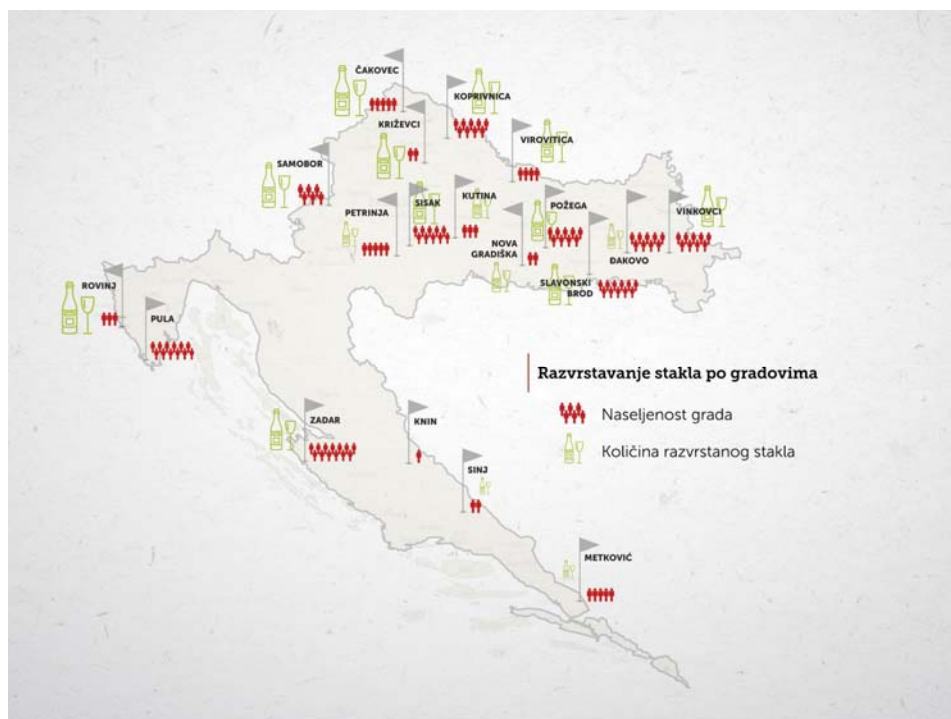 ČAKOVEC
KOPRIVNICA
KRIŽEVCI
VIROVITICA
SAMOBOR
PETRINJA
SISAK
KUTINA
POŽEGA
VINKOVCI
NOVA
GRADIŠKA
ĐAKOVO
SLAVONSKI
BROD
ROVINJ
PULA
Razvrstavanje stakla po gradovima
Naseljenost grada
Količina razvrstanog stakla
ZADAR
KNIN
SINJ
METKOVIĆ